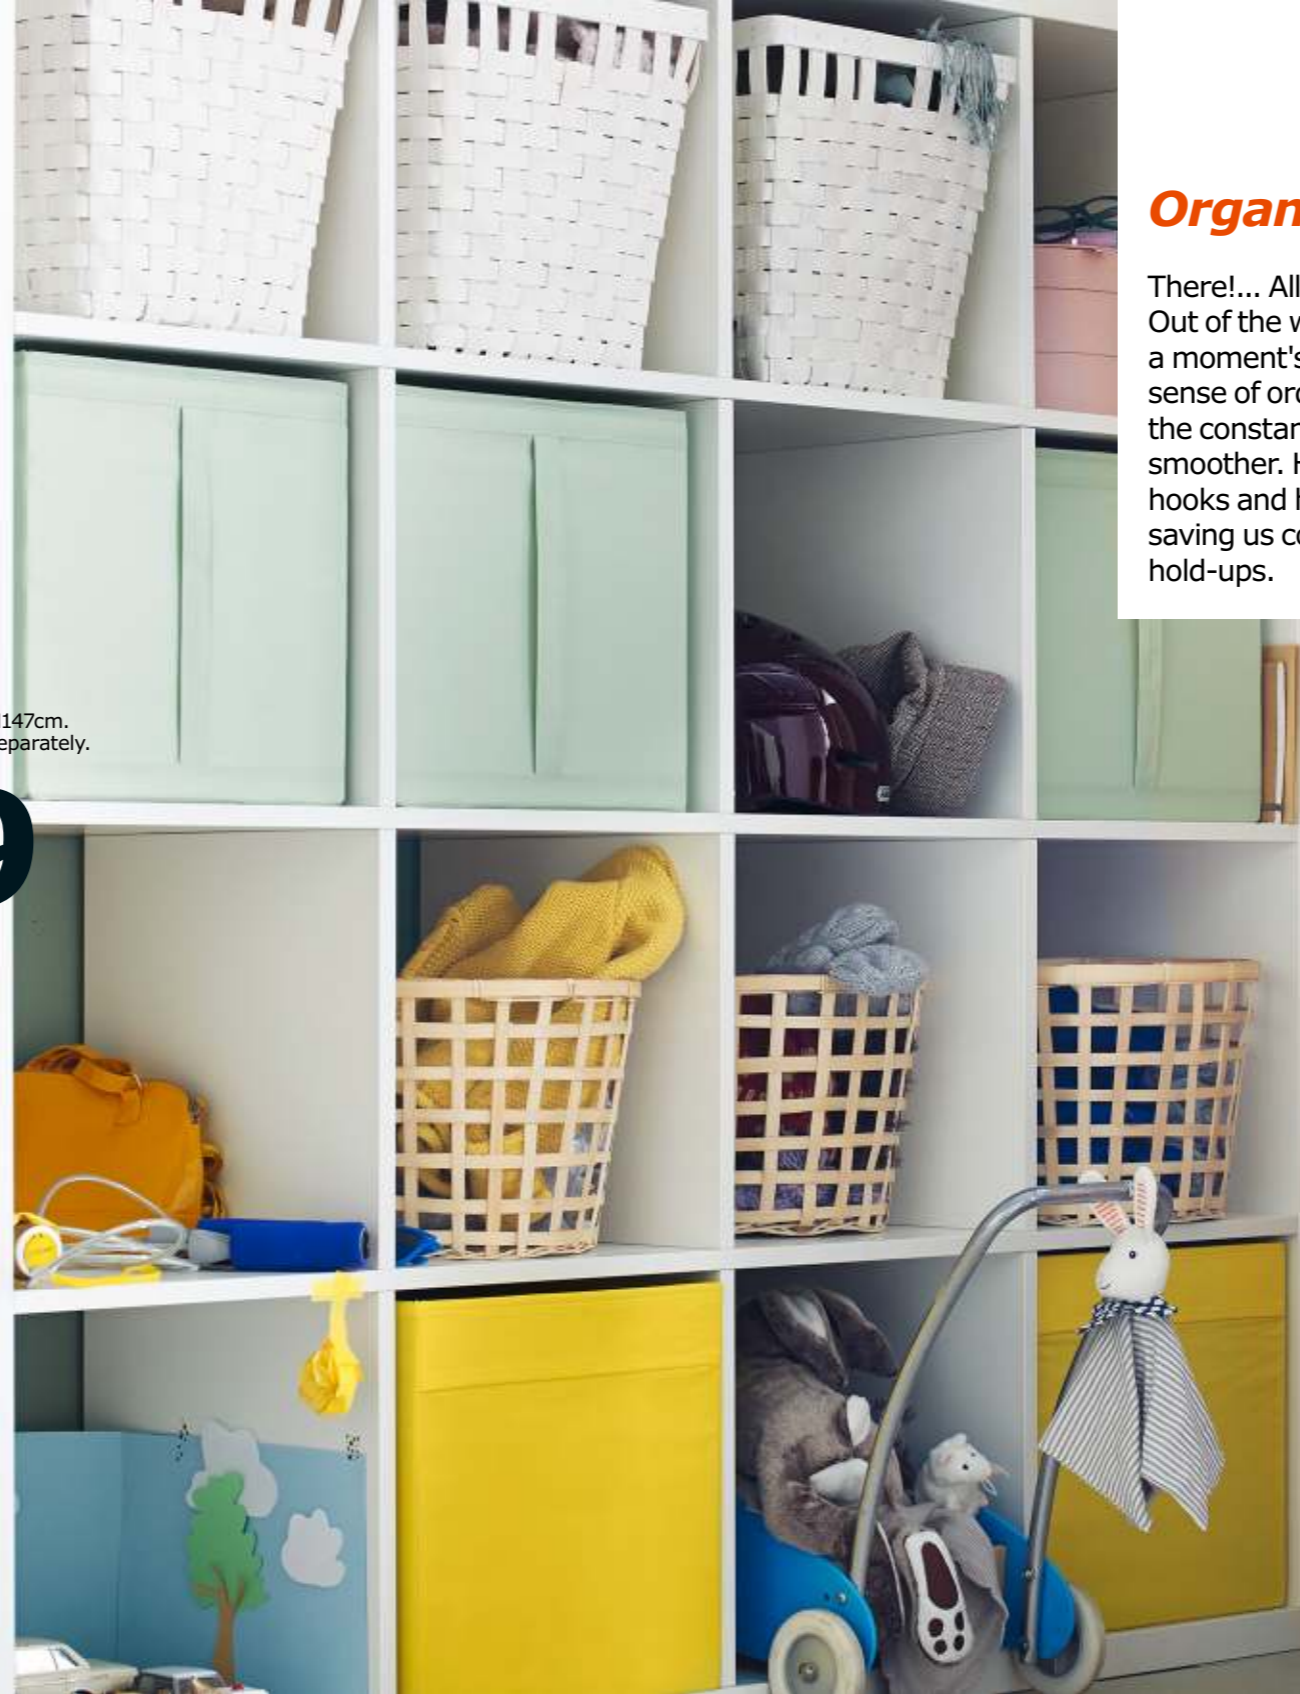 Organ
There!... All
Out of the w
a moment's
sense of ord
the constan
smoother. H
hooks and h
saving us co
hold-ups.
147cm.
eparately.
e